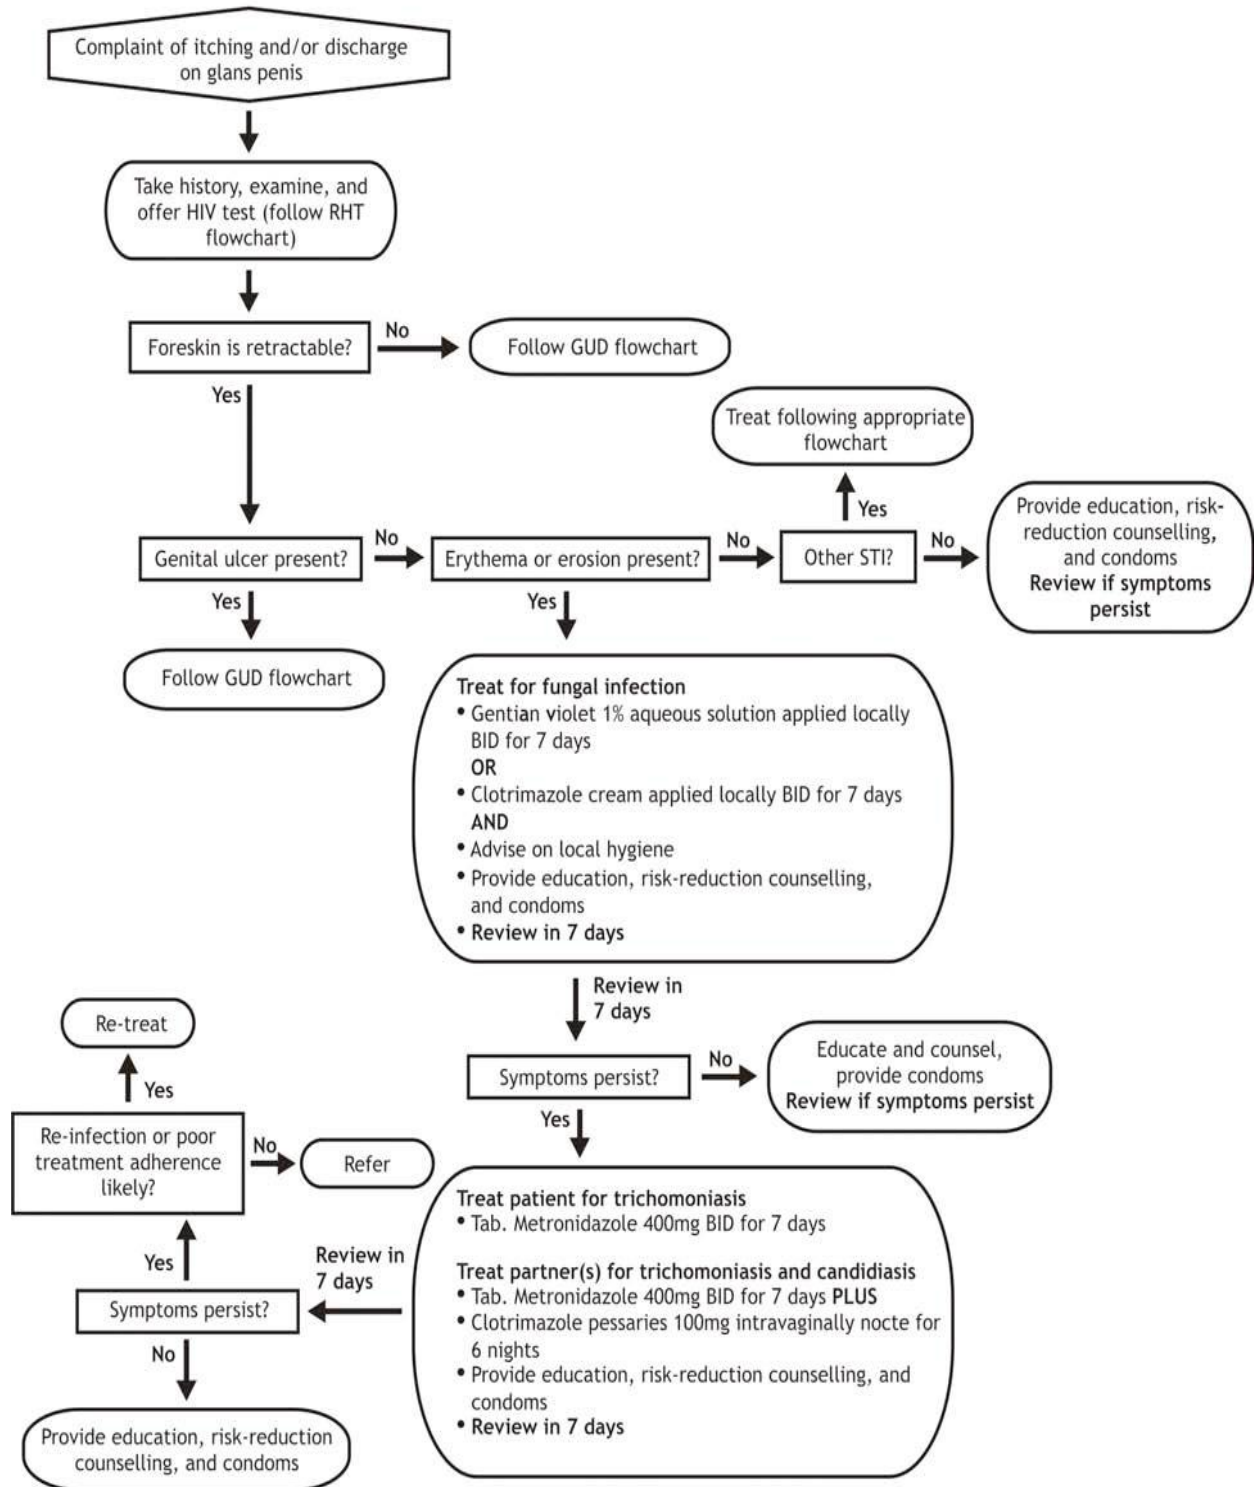 Complaint of itching and/or discharge
on glans penis
Take history, examine, and
offer HIV test (follow RHT
flowchart)
Foreskin is retractable?
No
Follow GUD flowchart
Yes
Treat following appropriate
flowchart
Yes
Genital ulcer present?
No
Erythema or erosion present?
No
Other STI?
No
Provide education, risk-
reduction counselling,
and condoms
Review if symptoms
persist
Yes
Follow GUD flowchart
Yes
Treat for fungal infection
• Gentian violet 1% aqueous solution applied locally
BID for 7 days
OR
• Clotrimazole cream applied locally BID for 7 days
AND
• Advise on local hygiene
• Provide education, risk-reduction counselling,
and condoms
• Review in 7 days
Review in
7 days
Symptoms persist?
No
Educate and counsel,
provide condoms
Review if symptoms persist
Yes
Treat patient for trichomoniasis
• Tab. Metronidazole 400mg BID for 7 days
Treat partner(s) for trichomoniasis and candidiasis
• Tab. Metronidazole 400mg BID for 7 days PLUS
• Clotrimazole pessaries 100mg intravaginally nocte for
6 nights
• Provide education, risk-reduction counselling, and
condoms
• Review in 7 days
Review in
7 days
Symptoms persist?
Yes
Re-infection or poor
treatment adherence
likely?
Yes
Re-treat
No
Refer
No
Provide education, risk-reduction
counselling, and condoms